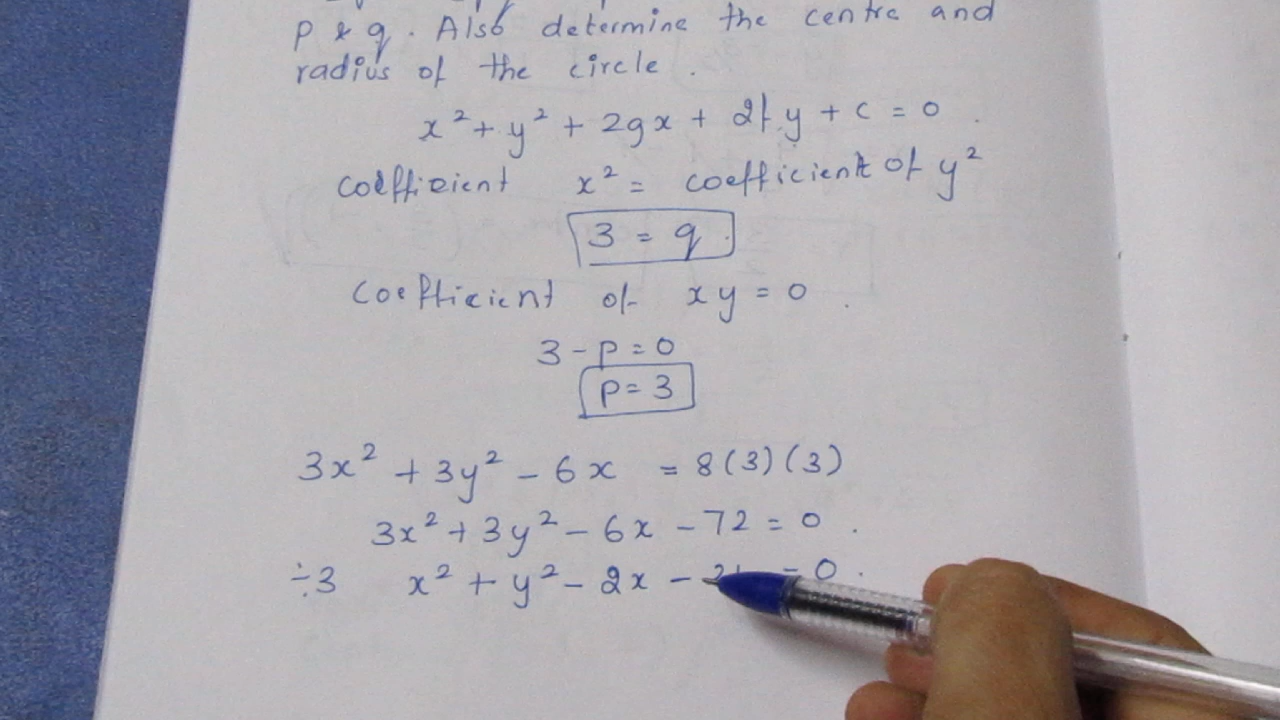 p & q. Also determine the centre and
radius of the circle.
x² + y² + 2gx + 2fy + c = 0.
coefficient x² = coefficient of y²
3 = q.
coefficient of xy = 0.
3 - p = 0
p = 3
3x² + 3y² - 6x = 8(3)(3)
3x² + 3y² - 6x - 72 = 0.
÷3 x² + y² - 2x - = 0.